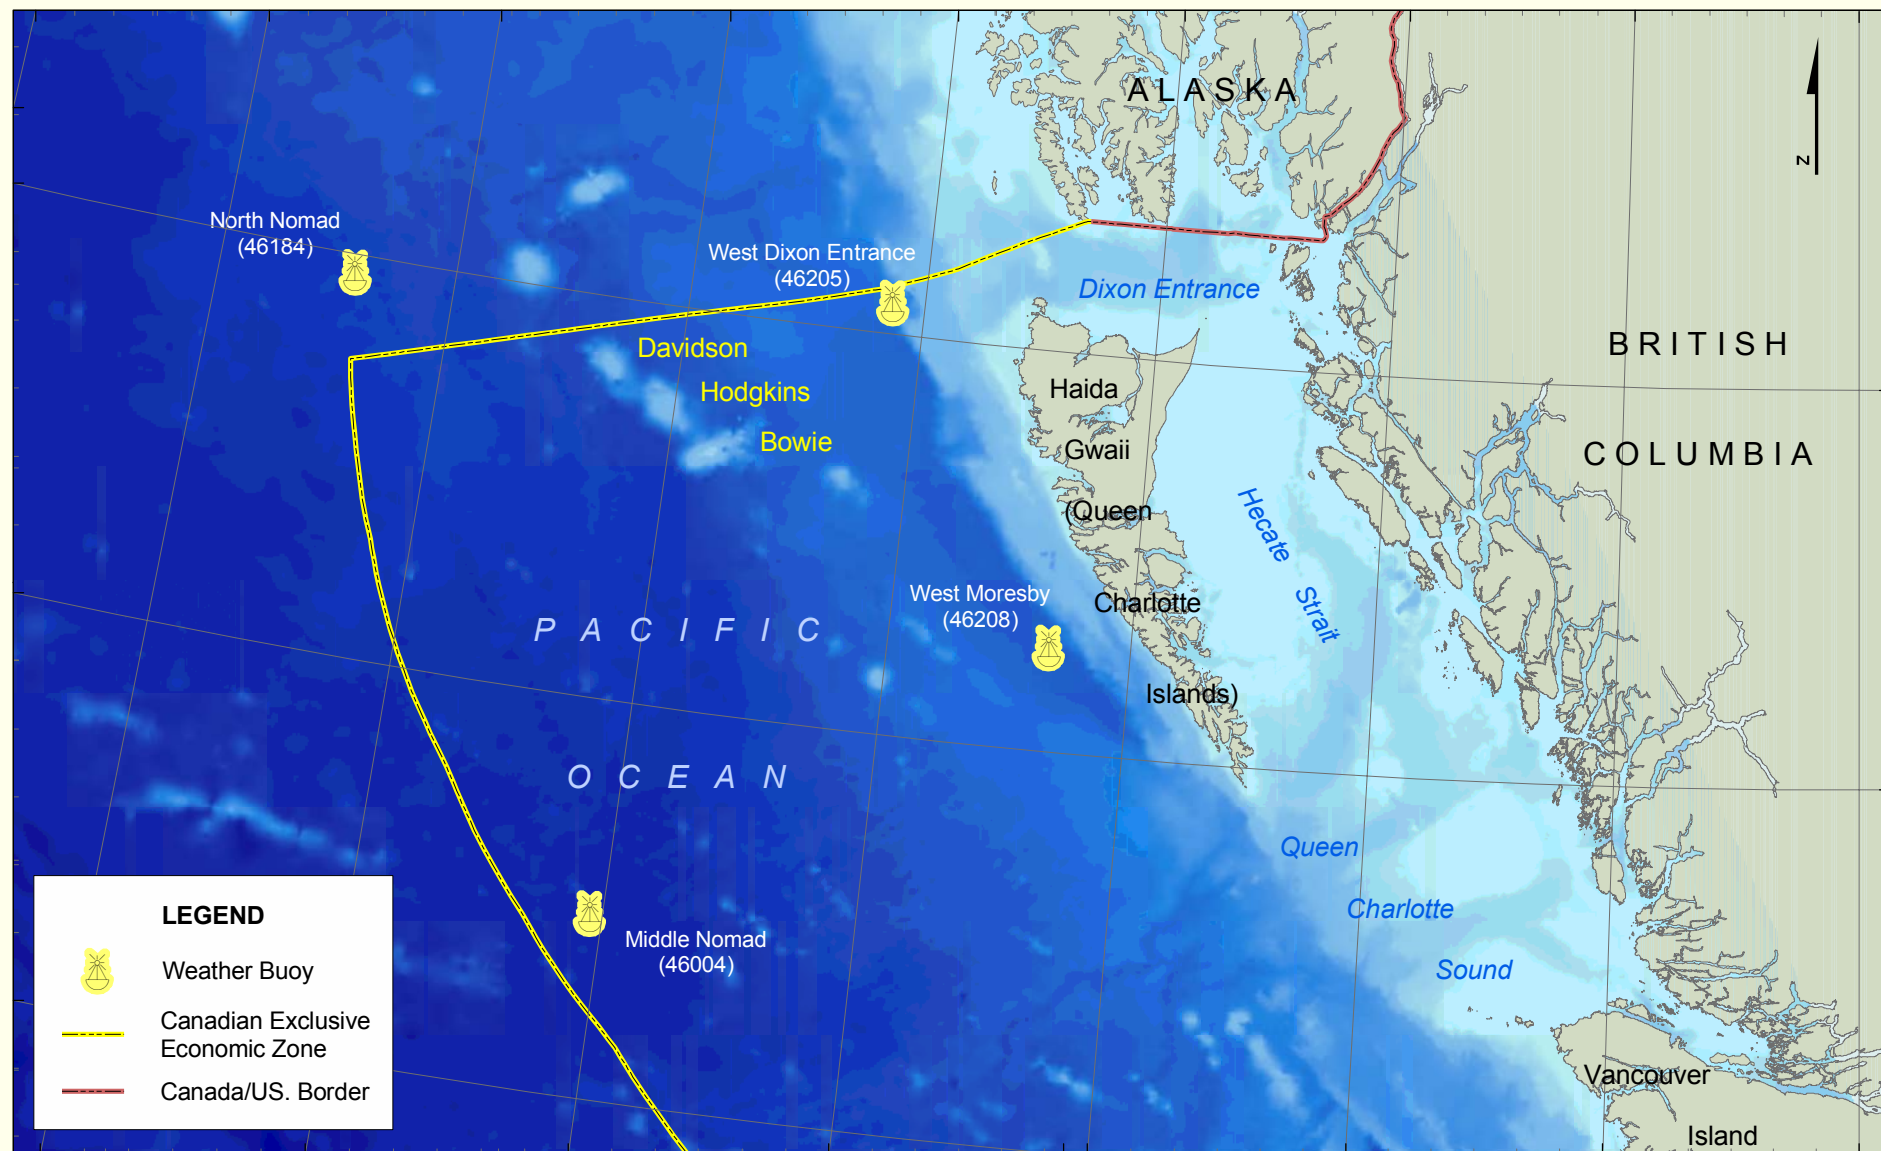 ALASKA
N
North Nomad
(46184)
West Dixon Entrance
(46205)
Dixon Entrance
Davidson
Hodgkins
Bowie
BRITISH
COLUMBIA
Haida
Gwaii
(Queen
Charlotte
Islands)
Hecate
Strait
West Moresby
(46208)
PACIFIC
OCEAN
Queen
Charlotte
Sound
Middle Nomad
(46004)
Vancouver
Island
LEGEND
Weather Buoy
Canadian Exclusive
Economic Zone
Canada/US. Border